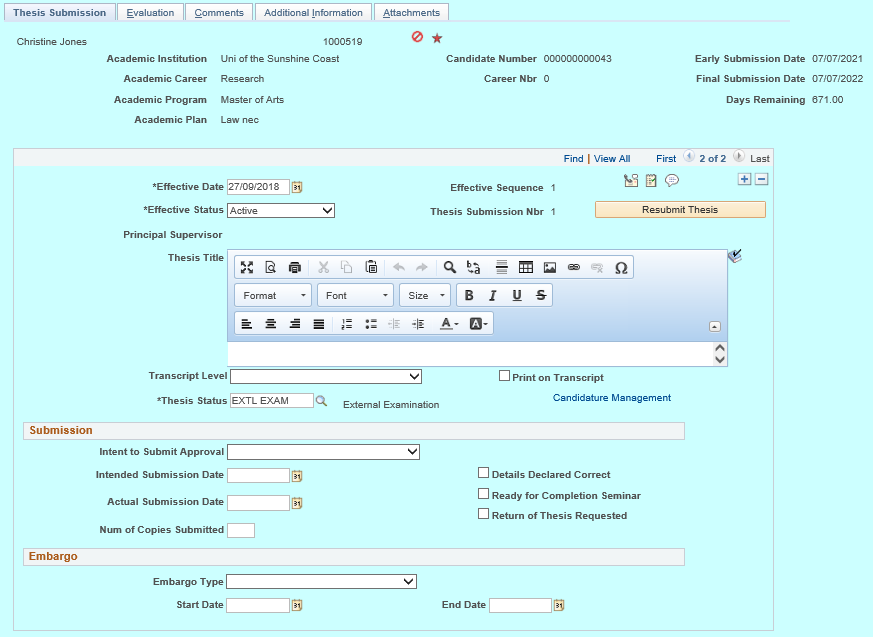 Thesis Submission Evaluation Comments Additional Information Attachments
Christine Jones 1000519
Academic Institution Uni of the Sunshine Coast Candidate Number 000000000043 Early Submission Date 07/07/2021
Academic Career Research Career Nbr 0 Final Submission Date 07/07/2022
Academic Program Master of Arts Days Remaining 671.00
Academic Plan Law nec
Find | View All First 2 of 2 Last
*Effective Date 27/09/2018 31 Effective Sequence 1
*Effective Status Active Thesis Submission Nbr 1 Resubmit Thesis
Principal Supervisor
Thesis Title
Format Font Size B I U S
A A
Transcript Level Print on Transcript
*Thesis Status EXTL EXAM External Examination Candidature Management
Submission
Intent to Submit Approval
Intended Submission Date 31 Details Declared Correct
Actual Submission Date 31 Ready for Completion Seminar
Return of Thesis Requested
Num of Copies Submitted
Embargo
Embargo Type
Start Date 31 End Date 31